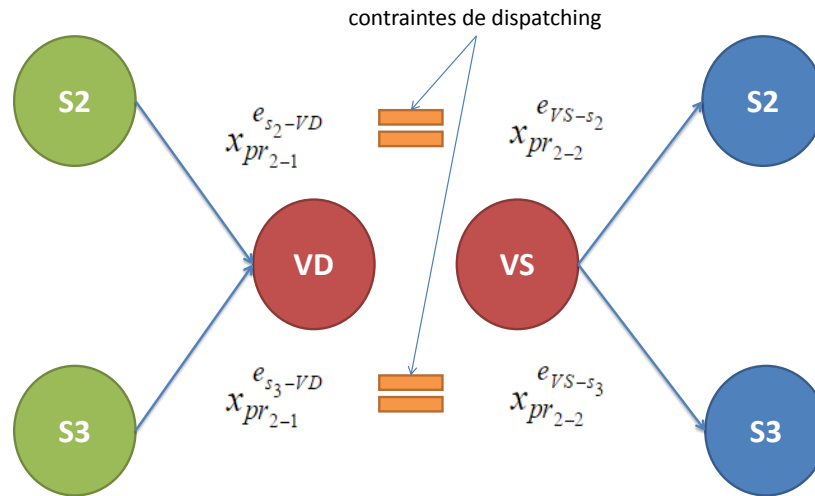 contraintes de dispatching
S2
x_{pr_{2-1}}^{e_{s_2-VD}}
x_{pr_{2-2}}^{e_{VS-s_2}}
S2
VD
VS
S3
x_{pr_{2-1}}^{e_{s_3-VD}}
x_{pr_{2-2}}^{e_{VS-s_3}}
S3